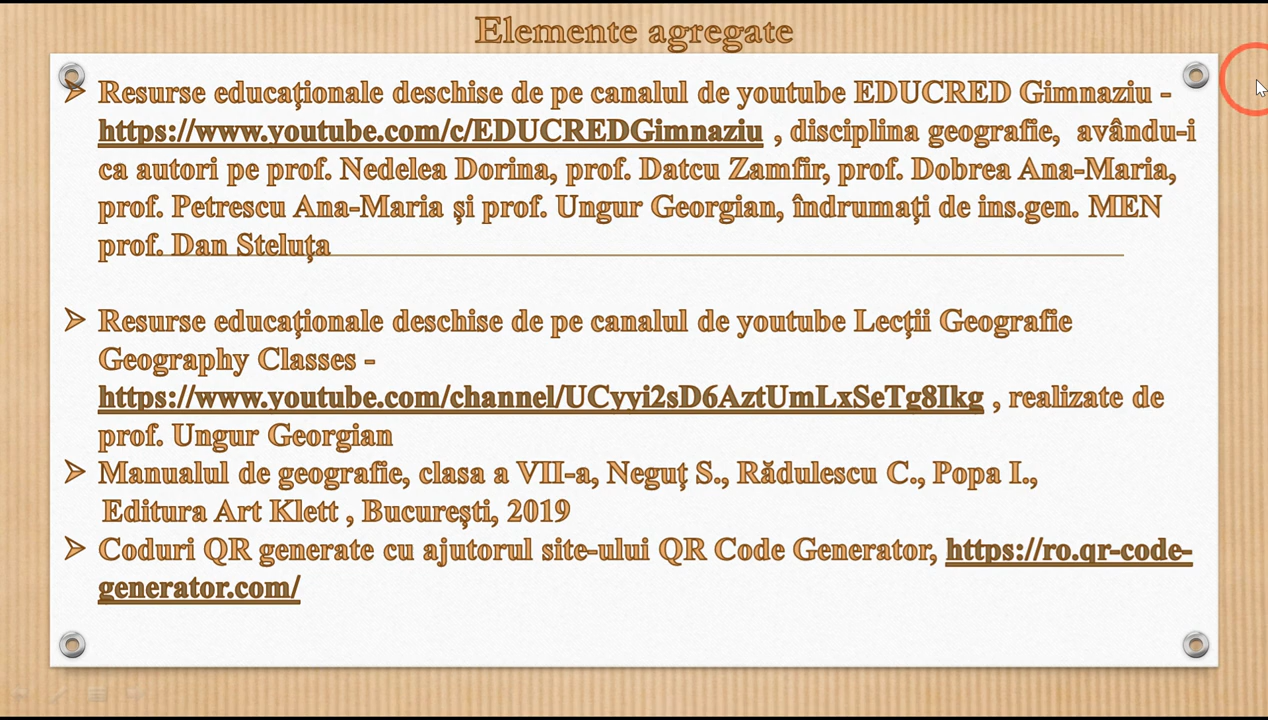 Elemente agregate
Resurse educaționale deschise de pe canalul de youtube EDUCRED Gimnaziu -
https://www.youtube.com/c/EDUCREDGimnaziu , disciplina geografie, avându-i
ca autori pe prof. Nedelea Dorina, prof. Datcu Zamfir, prof. Dobrea Ana-Maria,
prof. Petrescu Ana-Maria și prof. Ungur Georgian, îndrumați de ins.gen. MEN
prof. Dan Steluța
Resurse educaționale deschise de pe canalul de youtube Lecții Geografie
Geography Classes -
https://www.youtube.com/channel/UCyyi2sD6AztUmLxSeTg8Ikg , realizate de
prof. Ungur Georgian
Manualul de geografie, clasa a VII-a, Neguț S., Rădulescu C., Popa I.,
Editura Art Klett , București, 2019
Coduri QR generate cu ajutorul site-ului QR Code Generator, https://ro.qr-code-
generator.com/